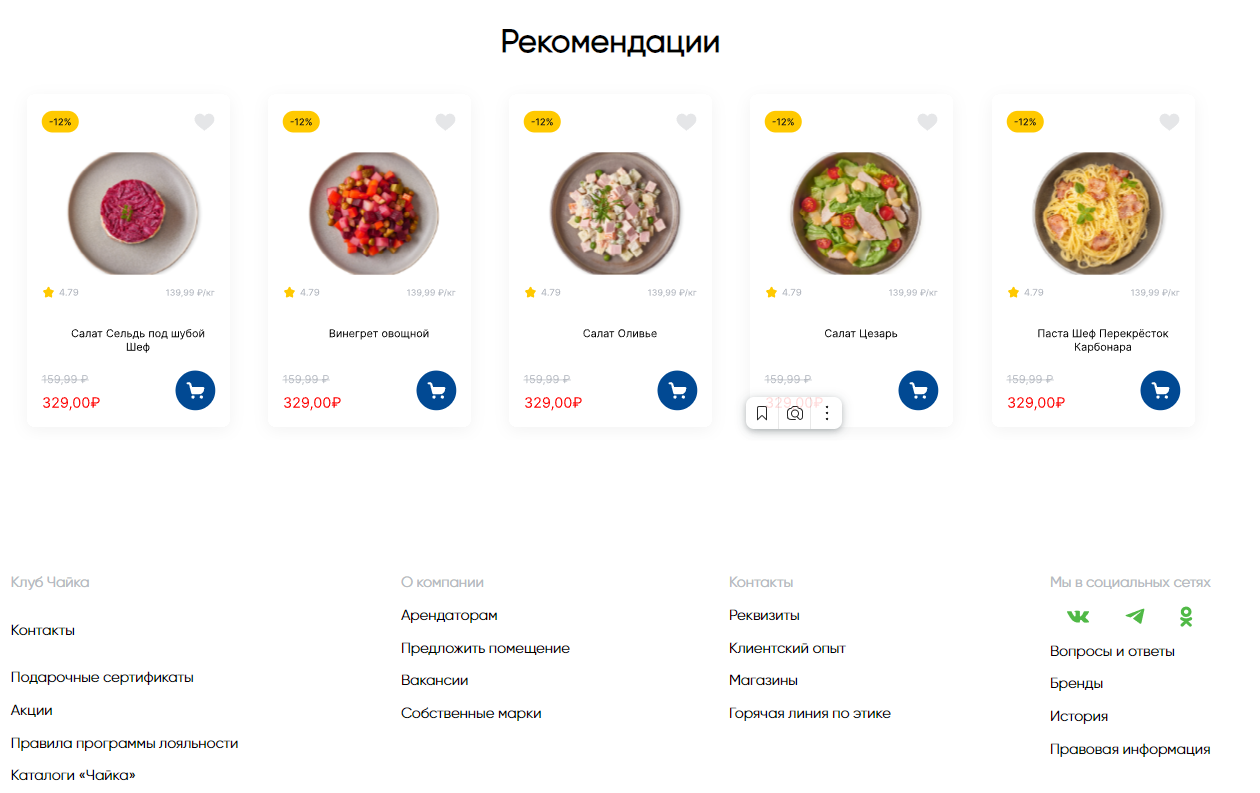 Рекомендации
-12%
-12%
-12%
-12%
-12%
4.79 139,99 ₽/кг
4.79 139,99 ₽/кг
4.79 139,99 ₽/кг
4.79 139,99 ₽/кг
4.79 139,99 ₽/кг
Салат Сельдь под шубой
Шеф
Винегрет овощной
Салат Оливье
Салат Цезарь
Паста Шеф Перекрёсток
Карбонара
159,99 ₽
329,00₽
159,99 ₽
329,00₽
159,99 ₽
329,00₽
159,99 ₽
329,00₽
159,99 ₽
329,00₽
Клуб Чайка
Контакты
Подарочные сертификаты
Акции
Правила программы лояльности
Каталоги «Чайка»
О компании
Арендаторам
Предложить помещение
Вакансии
Собственные марки
Контакты
Реквизиты
Клиентский опыт
Магазины
Горячая линия по этике
Мы в социальных сетях
Вопросы и ответы
Бренды
История
Правовая информация